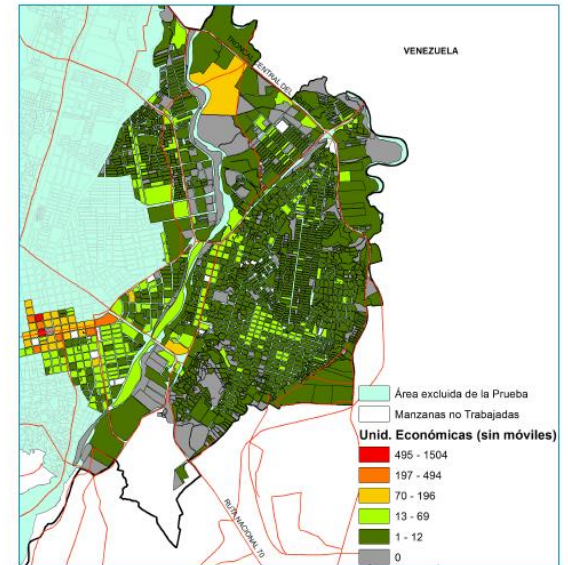 TRONCAL CENTRAL DEL
VENEZUELA
Área excluida de la Prueba
Manzanas no Trabajadas
Unid. Económicas (sin móviles)
495 - 1504
197 - 494
70 - 196
13 - 69
1 - 12
0
RUTA NACIONAL 70